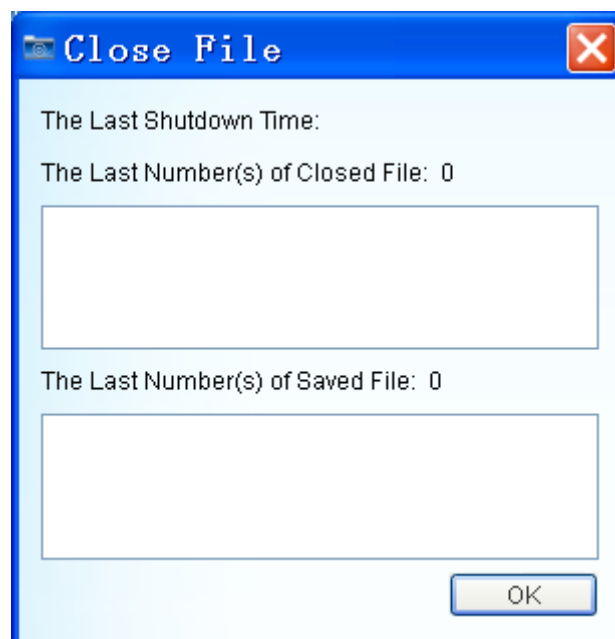 Close File
The Last Shutdown Time:
The Last Number(s) of Closed File: 0
The Last Number(s) of Saved File: 0
OK